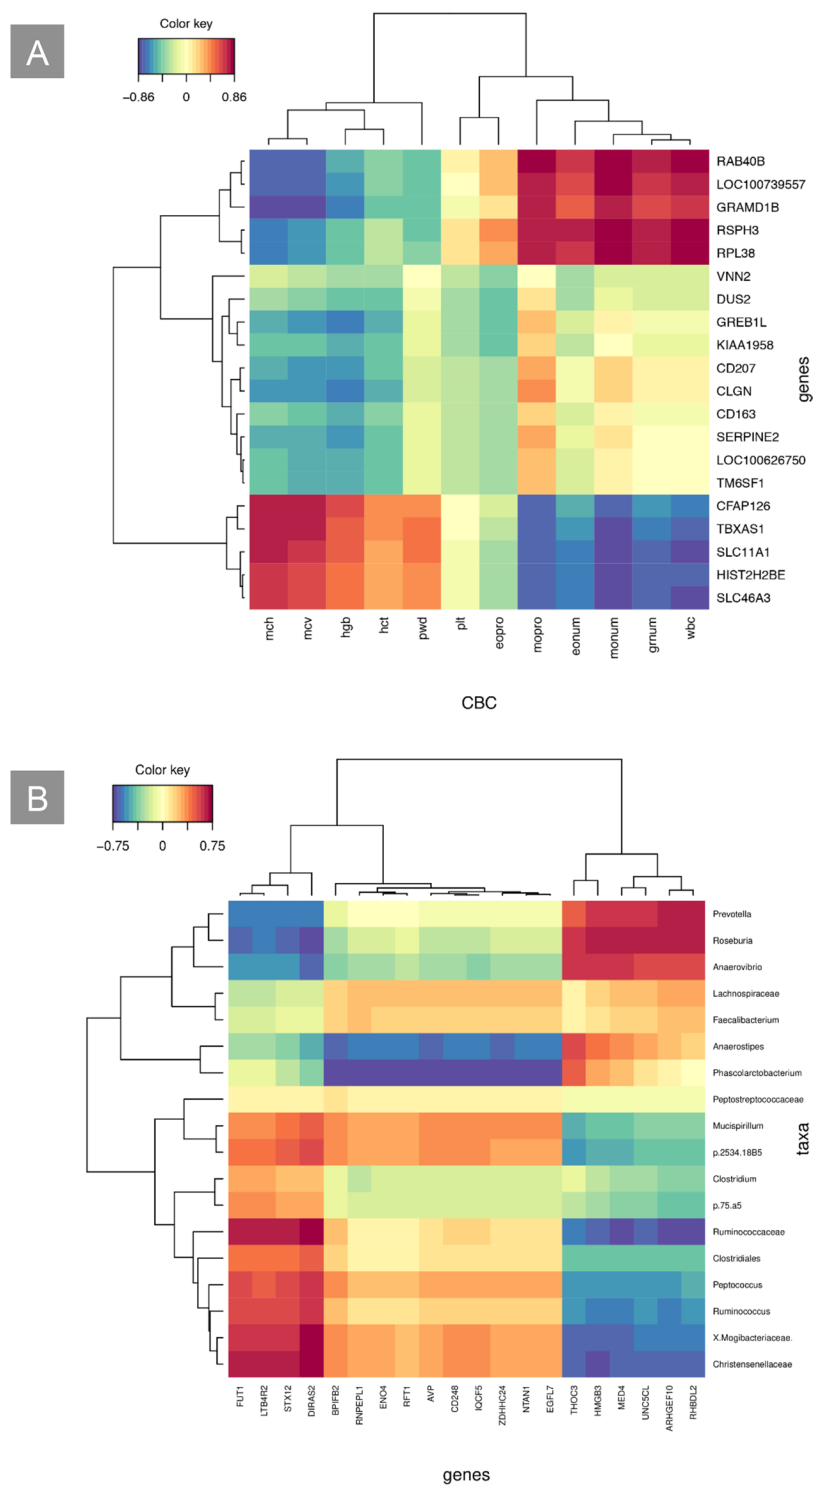 A
Color key
−0.86 0 0.86
RAB40B
LOC100739557
GRAMD1B
RSPH3
RPL38
VNN2
DUS2
GREB1L
KIAA1958
CD207
CLGN
CD163
SERPINE2
LOC100626750
TM6SF1
CFAP126
TBXAS1
SLC11A1
HIST2H2BE
SLC46A3
genes
mch mcv hgb hct pwd plt eopro mopro eonum monum grnum wbc
CBC
B
Color key
−0.75 0 0.75
Prevotella
Roseburia
Anaerovibrio
Lachnospiraceae
Faecalibacterium
Anaerostipes
Phascolarctobacterium
Peptostreptococcaceae
Mucispirillum
p.2534.18B5
Clostridium
p.75.a5
Ruminococcaceae
Clostridiales
Peptococcus
Ruminococcus
X.Mogibacteriaceae.
Christensenellaceae
taxa
FUT1 LTB4R2 STX12 DIRAS2 BPIFB2 RNPEPL1 ENO4 RFT1 AVP CD248 IQCF5 ZDHHC24 NTAN1 EGFL7 THOC3 HMGB3 MED4 UNC5CL ARHGEF10 RHBDL2
genes